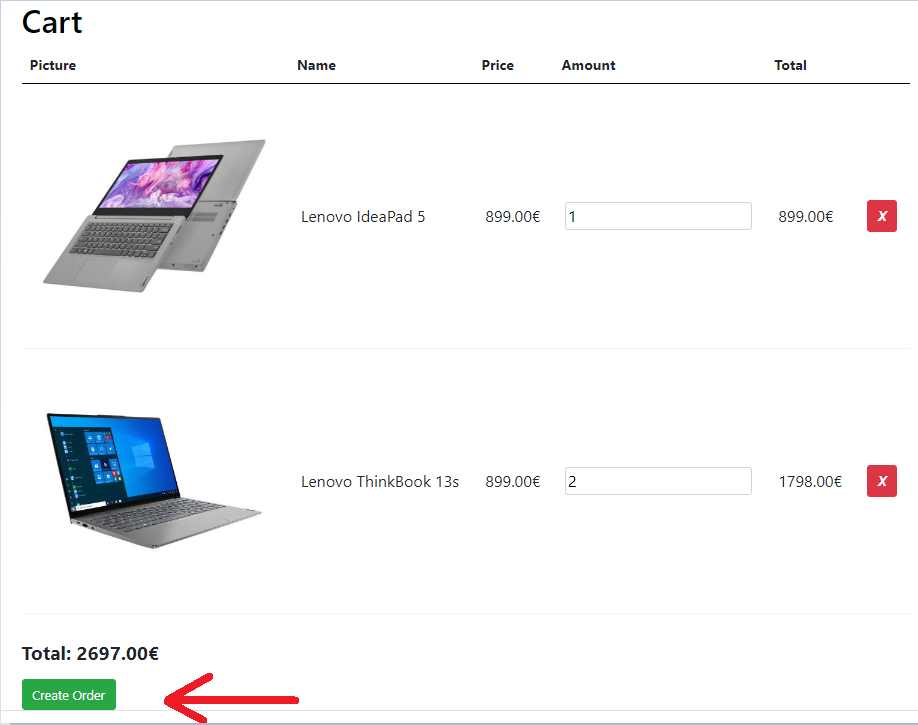 Cart
Picture Name Price Amount Total
Lenovo IdeaPad 5 899.00€ 1 899.00€ X
Lenovo ThinkBook 13s 899.00€ 2 1798.00€ X
Total: 2697.00€
Create Order